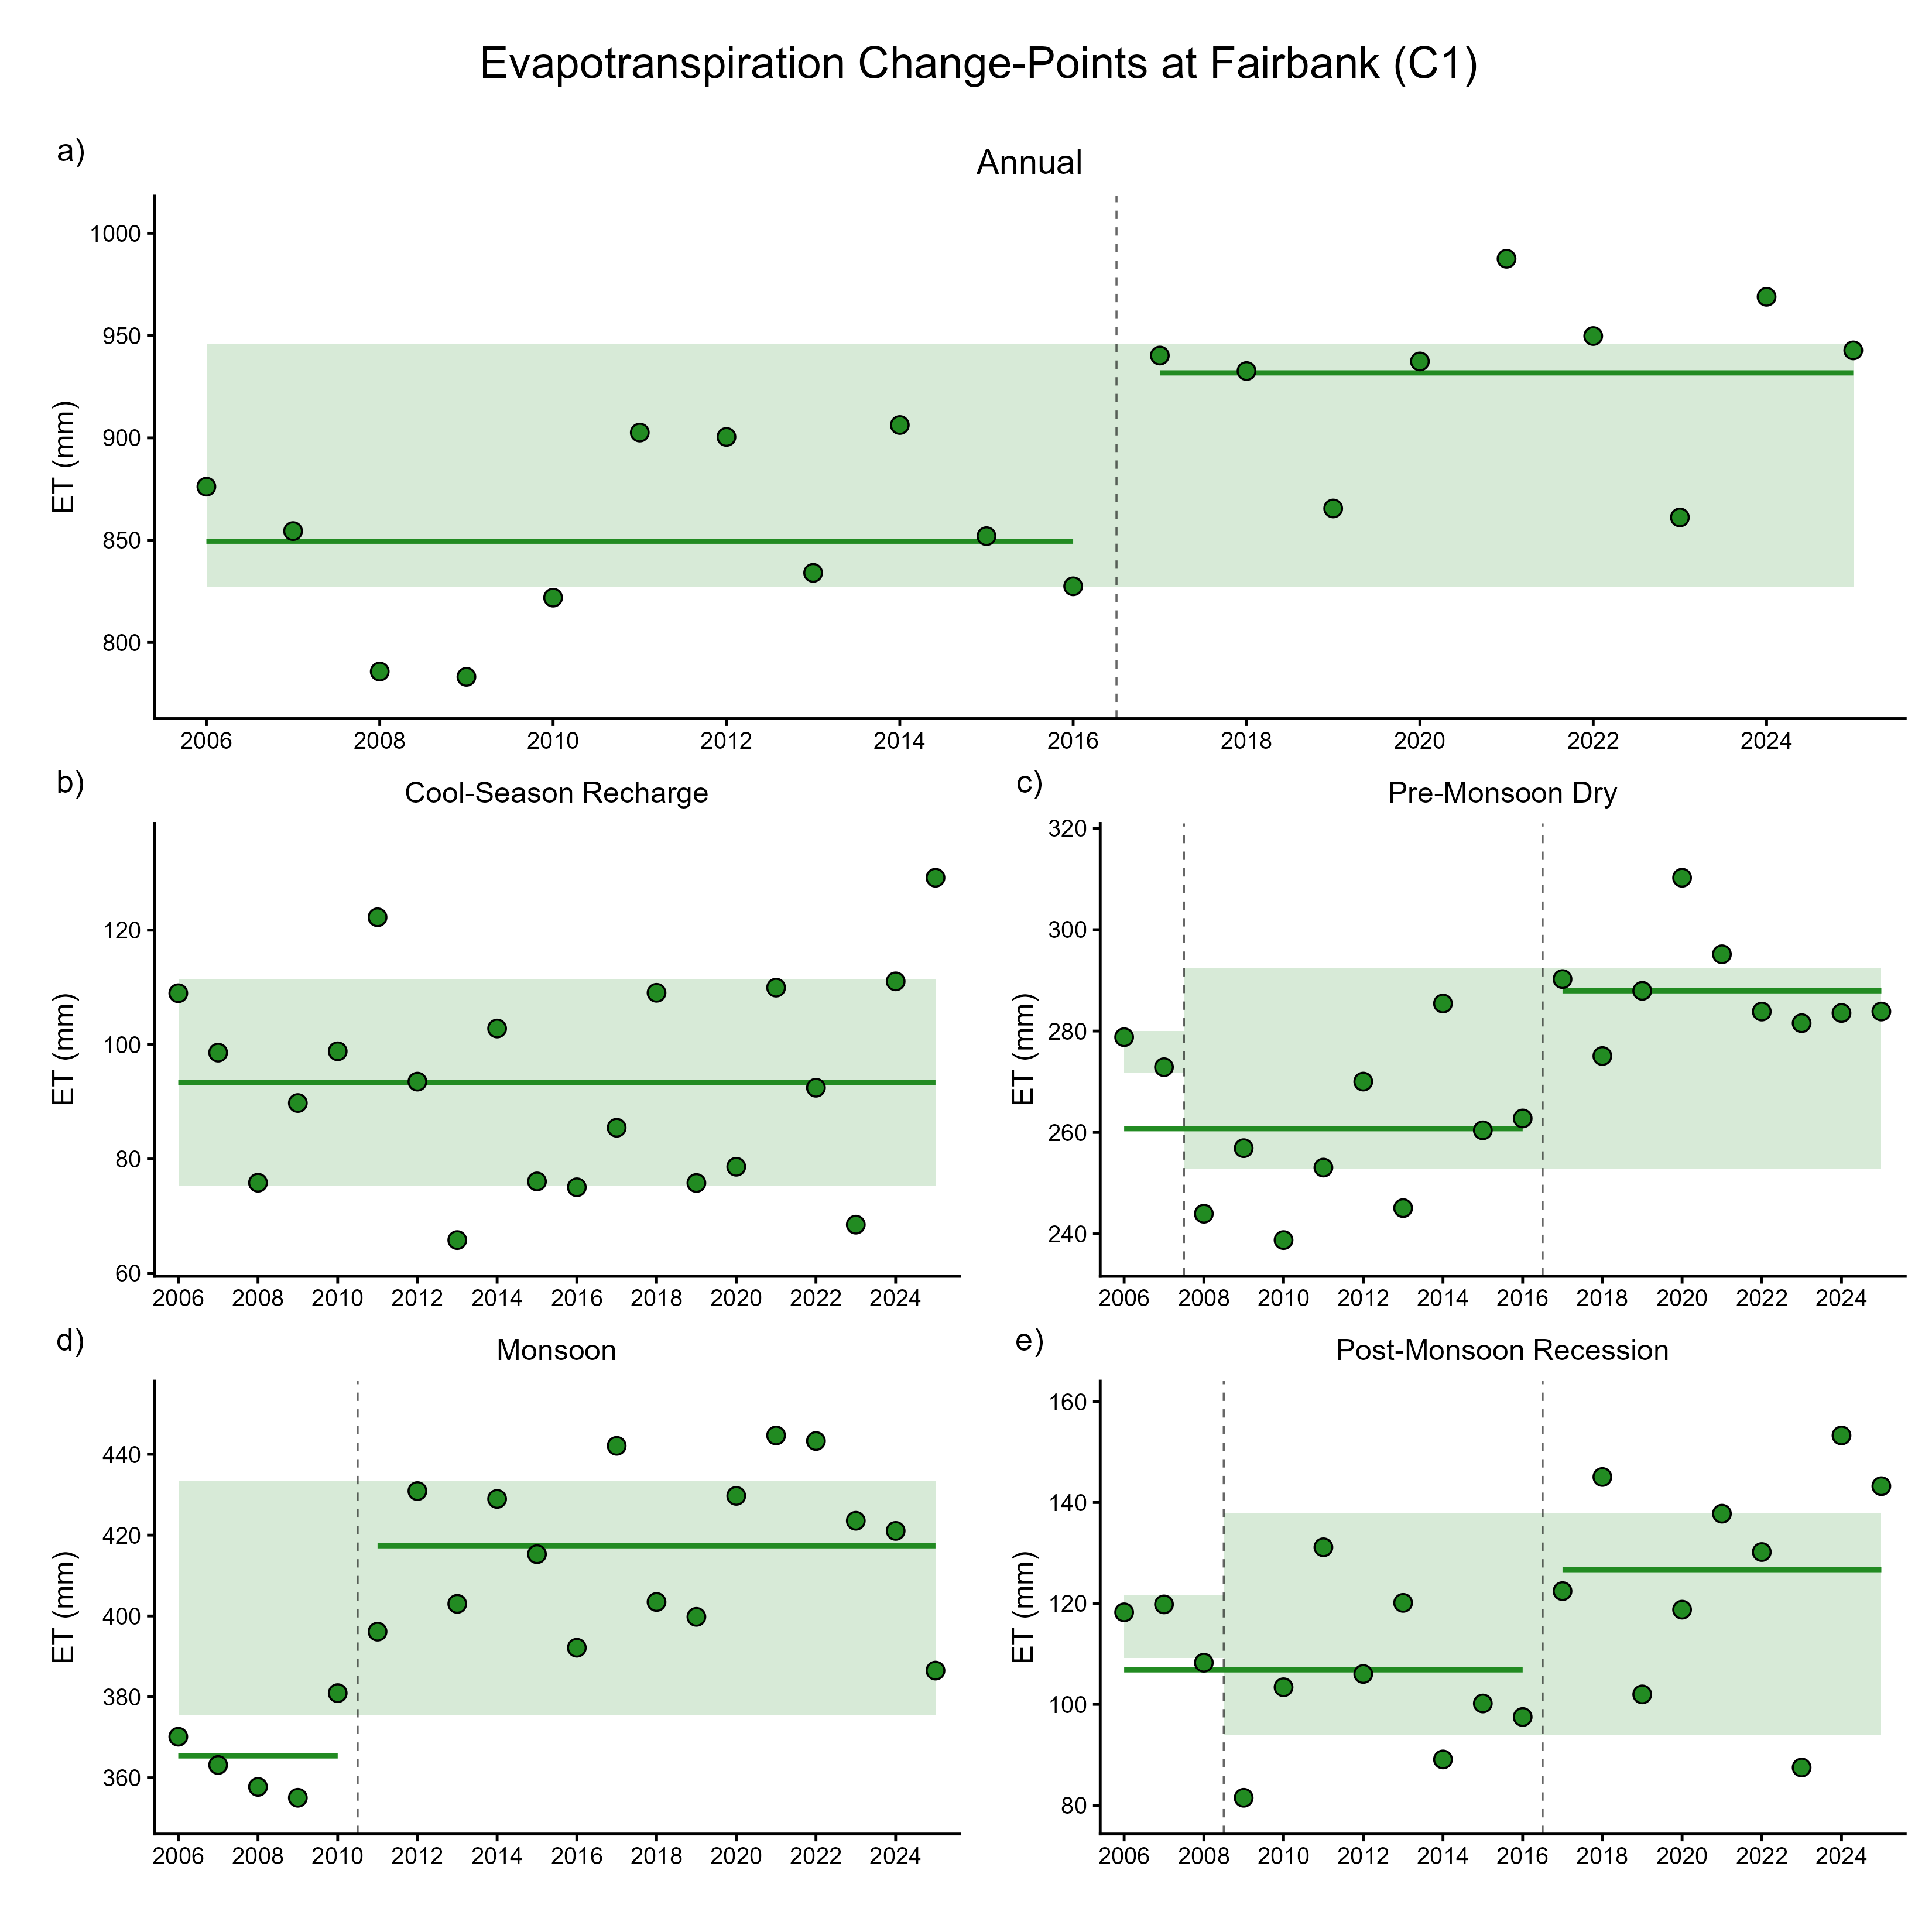 Evapotranspiration Change-Points at Fairbank (C1)
a)
Annual
ET (mm)
1000
950
900
850
800
2006 2008 2010 2012 2014 2016 2018 2020 2022 2024
b)
Cool-Season Recharge
ET (mm)
120
100
80
60
2006 2008 2010 2012 2014 2016 2018 2020 2022 2024
c)
Pre-Monsoon Dry
ET (mm)
320
300
280
260
240
2006 2008 2010 2012 2014 2016 2018 2020 2022 2024
d)
Monsoon
ET (mm)
440
420
400
380
360
2006 2008 2010 2012 2014 2016 2018 2020 2022 2024
e)
Post-Monsoon Recession
ET (mm)
160
140
120
100
80
2006 2008 2010 2012 2014 2016 2018 2020 2022 2024